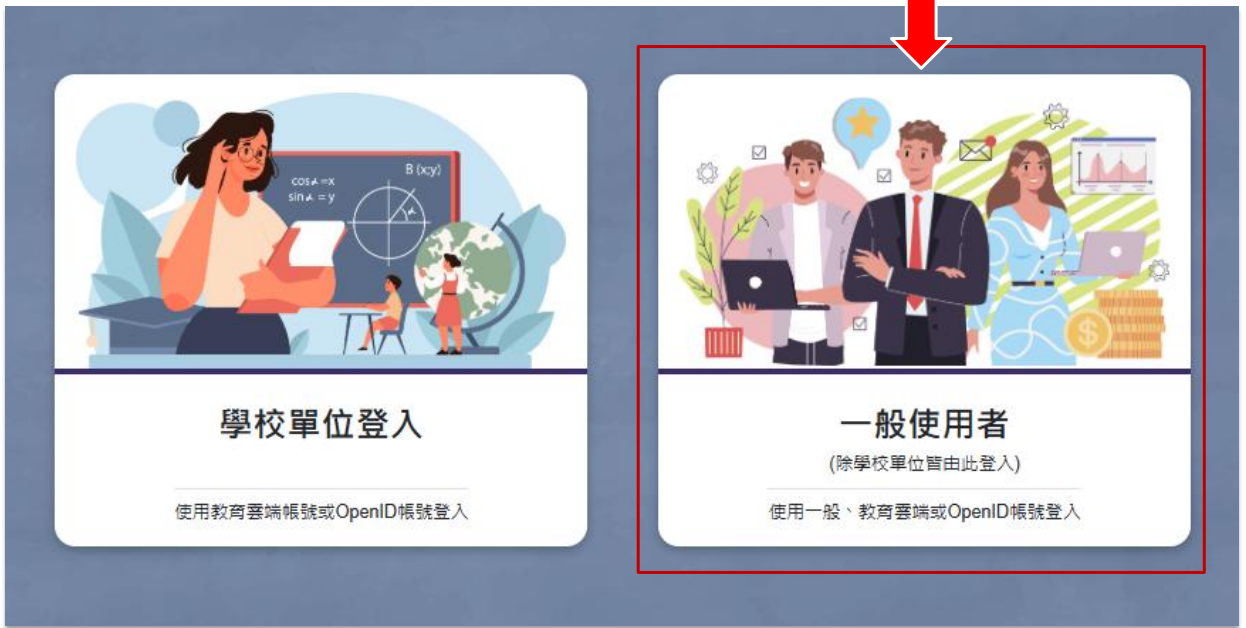 cosα=x
sinα=y
B (x;y)
學校單位登入
使用教育雲端帳號或OpenID帳號登入
一般使用者
(除學校單位皆由此登入)
使用一般、教育雲端或OpenID帳號登入